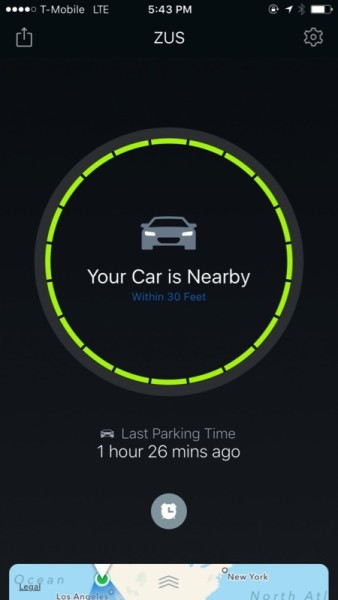 T-Mobile LTE 5:43 PM
ZUS
Your Car is Nearby
Within 30 Feet
Last Parking Time
1 hour 26 mins ago
Ocean
New York
Legal
Los Angeles
North Atl